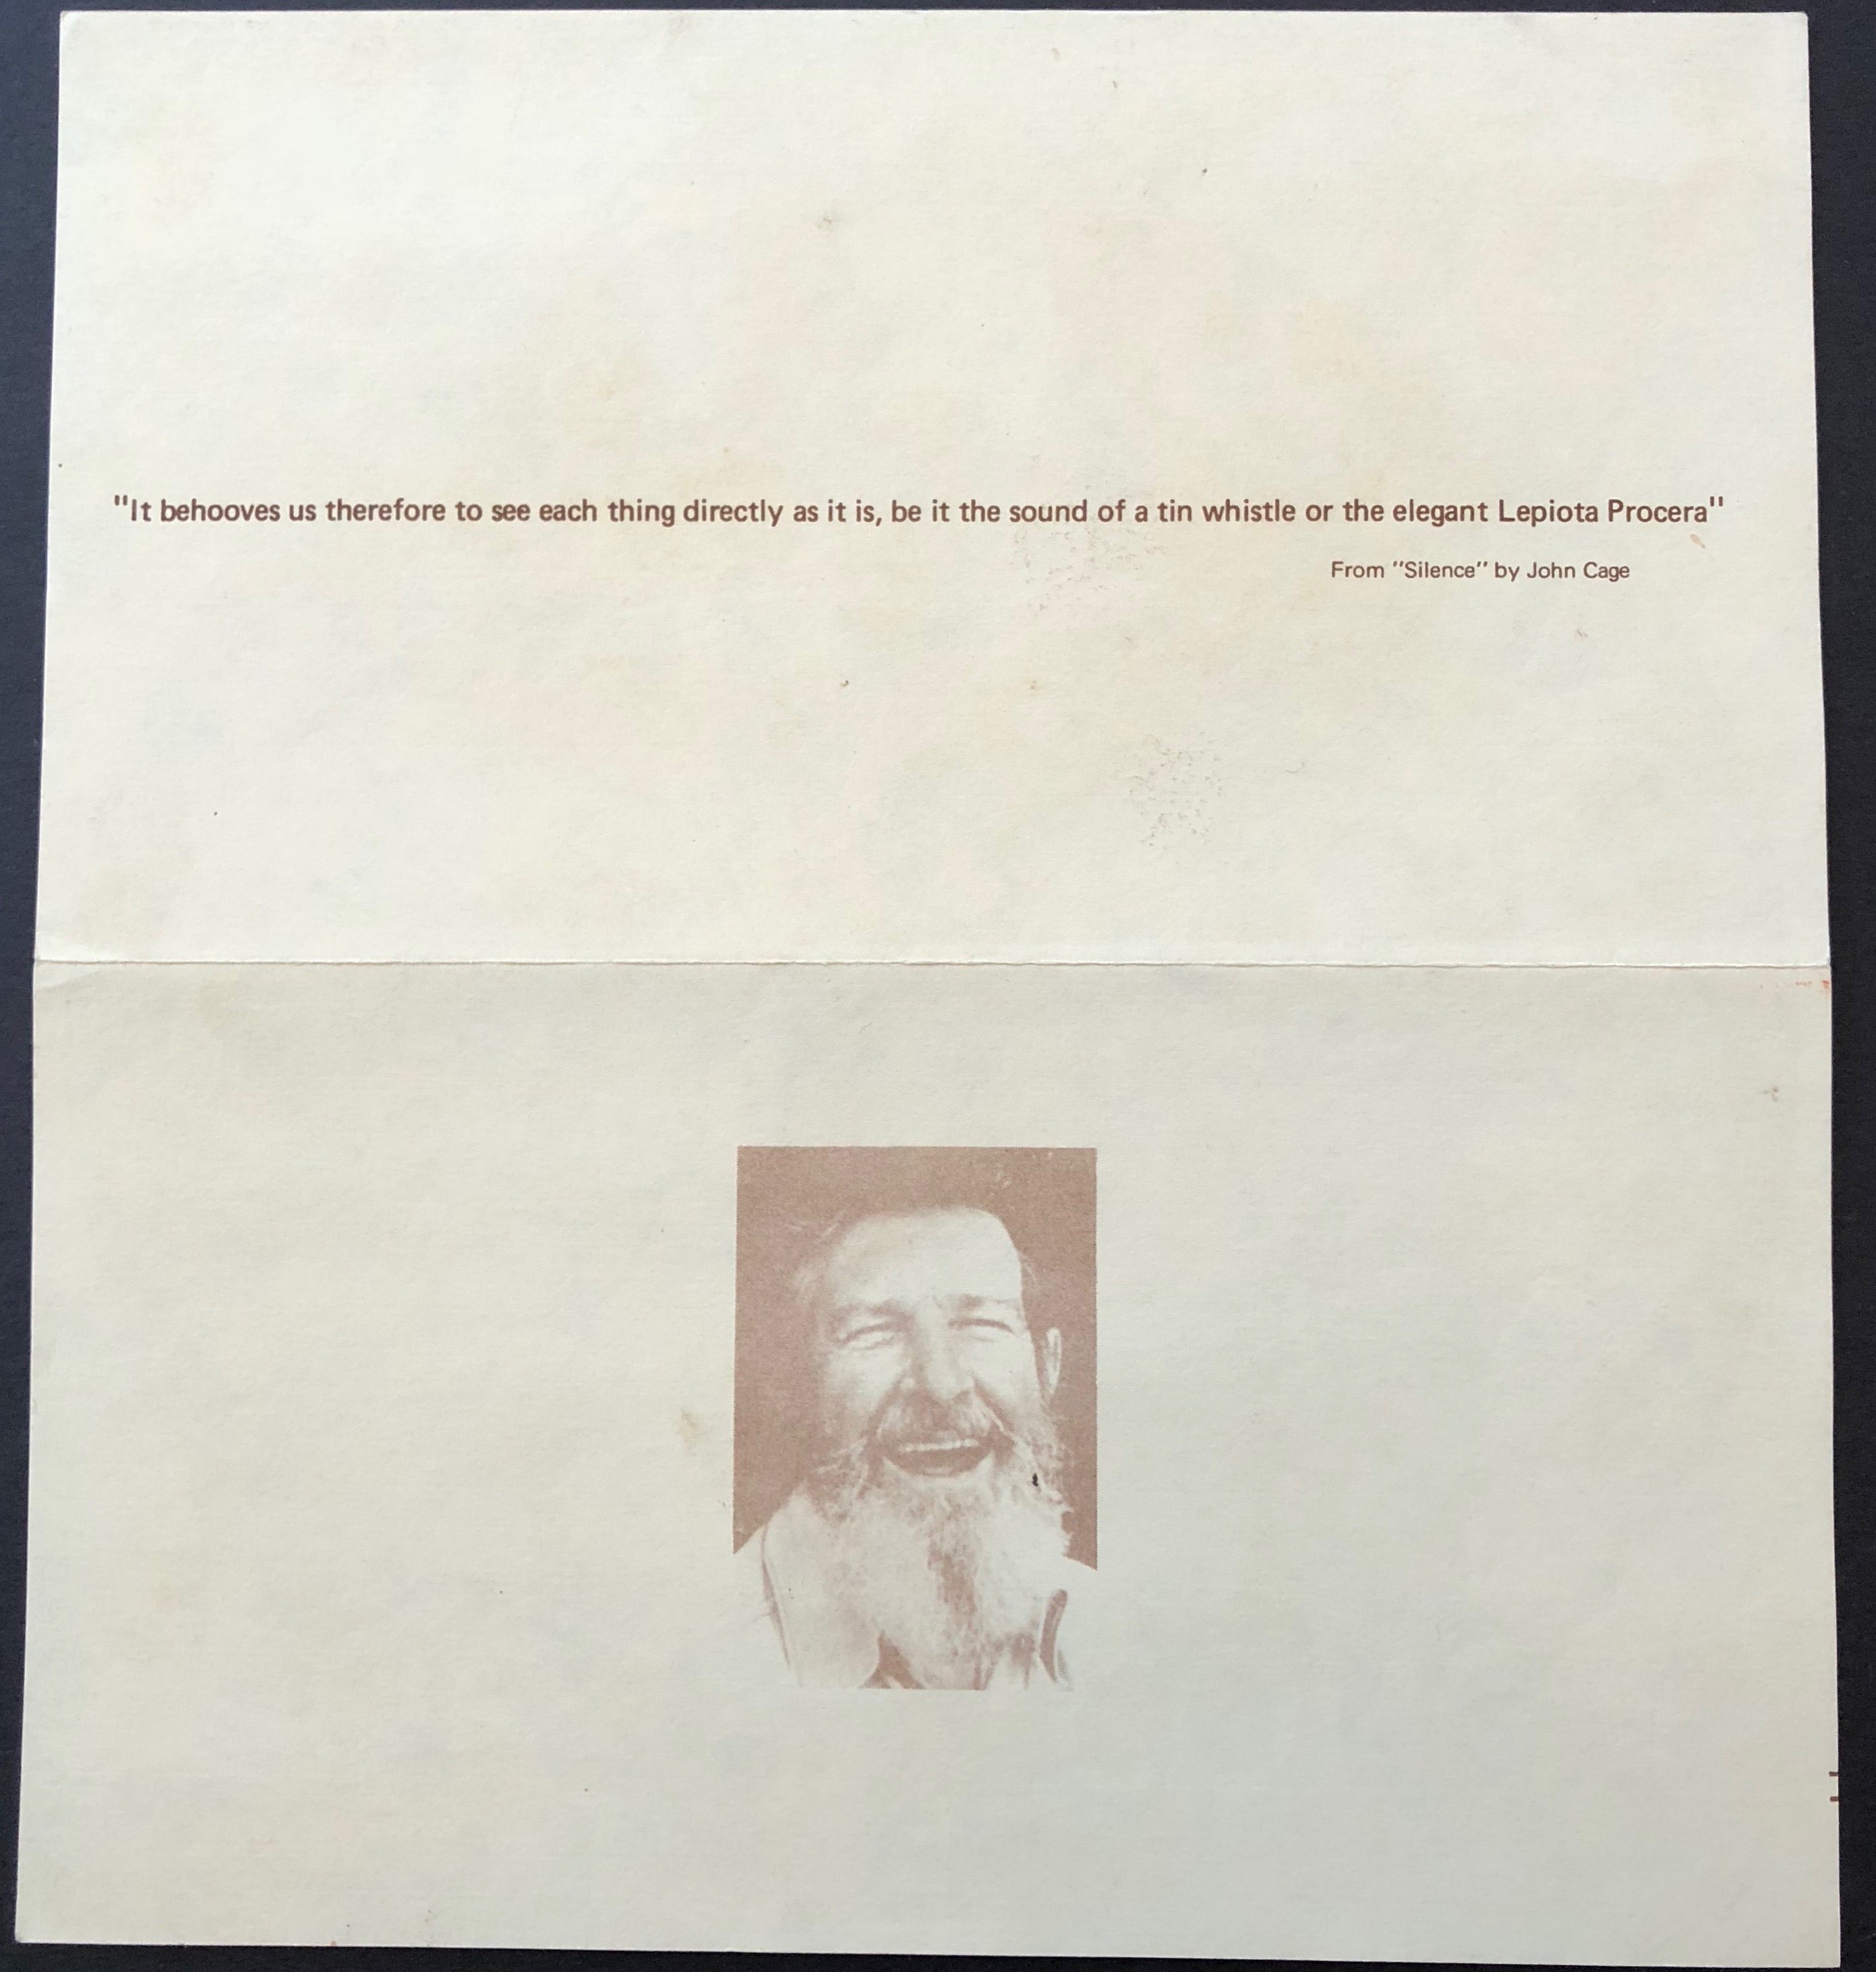 "It behooves us therefore to see each thing directly as it is, be it the sound of a tin whistle or the elegant Lepiota Procera"
From "Silence" by John Cage